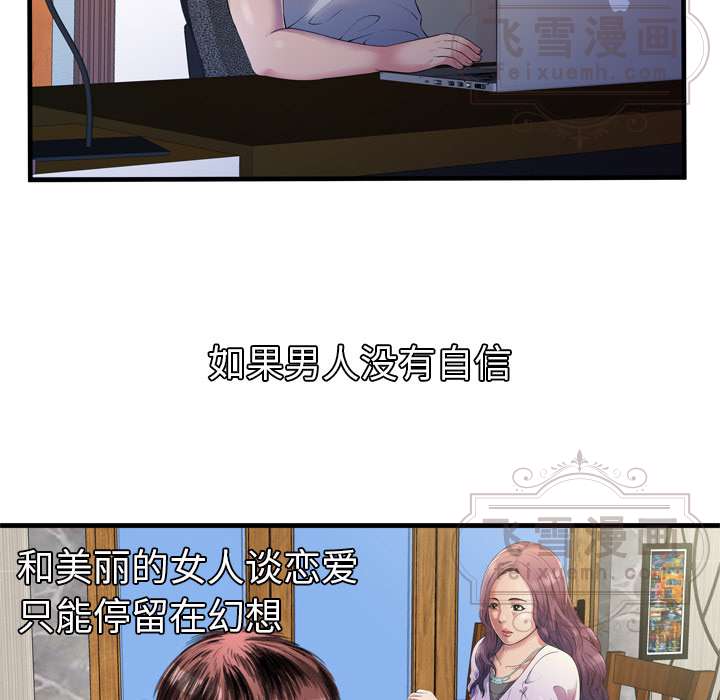 飞雪漫画
feixuemh.com
如果男人没有自信
飞雪漫画
feixuemh.com
和美丽的女人谈恋爱
只能停留在幻想